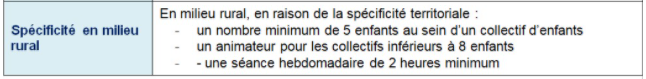 Spécificité en milieu
rural
En milieu rural, en raison de la spécificité territoriale :
- un nombre minimum de 5 enfants au sein d'un collectif d'enfants
- un animateur pour les collectifs inférieurs à 8 enfants
- - une séance hebdomadaire de 2 heures minimum